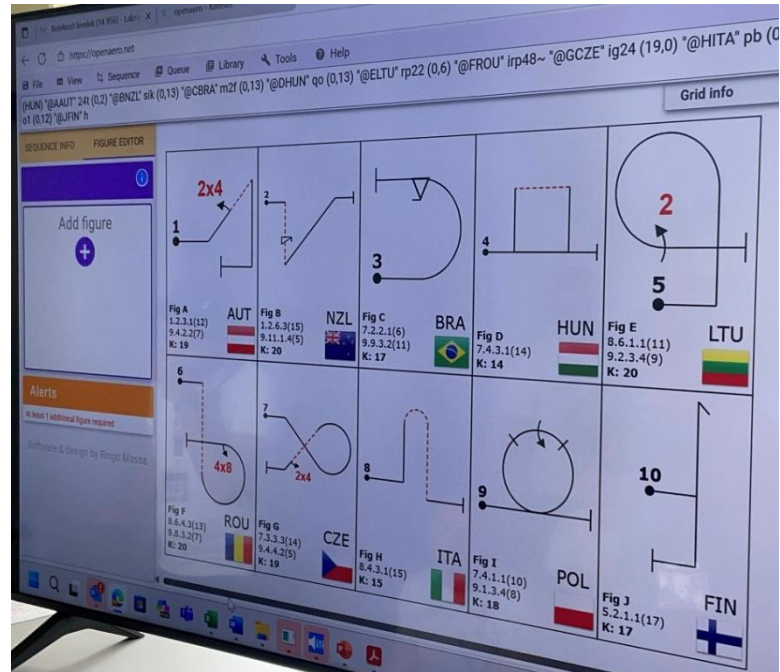 https://openaero.net
File View Sequence Queue Library Tools Help
(HUN) "@AAUT" 24t (0,2) "@BNZL" sik (0,13) "@CBRA" m2f (0,13) "@DHUN" qo (0,13) "@ELTU" rp22 (0,6) "@FROU" irp48~ "@GCZE" ig24 (19,0) "@HITA" pb (0
o1 (0,12) "@JFIN" h
Grid info
SEQUENCE INFO FIGURE EDITOR
Add figure
Alerts
At least 1 additional figure required
Software & design by Ringo Massa
2x4
1
Fig A
1.2.3.1(12)
9.4.2.2(7)
K: 19
AUT
2
Fig B
1.2.6.3(15)
9.11.1.4(5)
K: 20
NZL
3
Fig C
7.2.2.1(6)
9.9.3.2(11)
K: 17
BRA
4
Fig D
7.4.3.1(14)
K: 14
HUN
2
5
Fig E
8.6.1.1(11)
9.2.3.4(9)
K: 20
LTU
6
4x8
Fig F
8.6.4.3(13)
9.8.3.2(7)
K: 20
ROU
7
2x4
Fig G
7.3.3.3(14)
9.4.4.2(5)
K: 19
CZE
8
Fig H
8.4.3.1(15)
K: 15
ITA
9
Fig I
7.4.1.1(10)
9.1.3.4(8)
K: 18
POL
10
Fig J
5.2.1.1(17)
K: 17
FIN